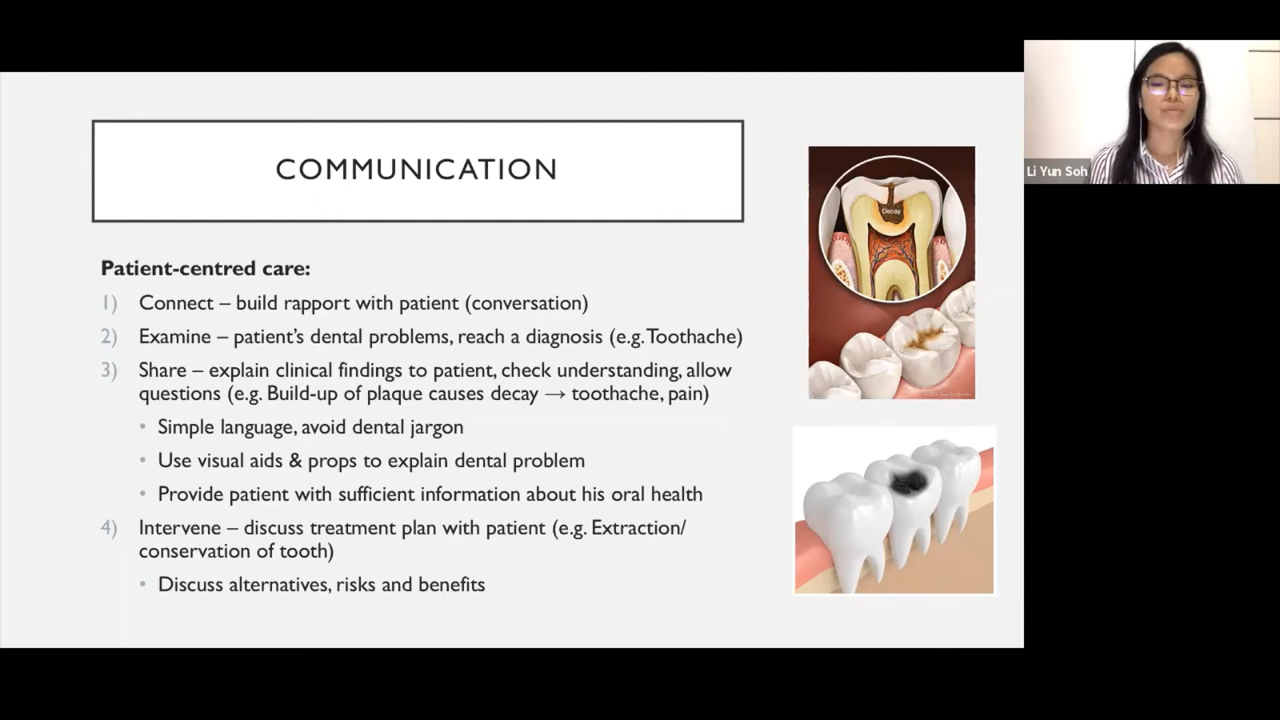 COMMUNICATION
Patient-centred care:
1) Connect – build rapport with patient (conversation)
2) Examine – patient's dental problems, reach a diagnosis (e.g. Toothache)
3) Share – explain clinical findings to patient, check understanding, allow
questions (e.g. Build-up of plaque causes decay → toothache, pain)
• Simple language, avoid dental jargon
• Use visual aids & props to explain dental problem
• Provide patient with sufficient information about his oral health
4) Intervene – discuss treatment plan with patient (e.g. Extraction/
conservation of tooth)
• Discuss alternatives, risks and benefits
Decay
Li Yun Soh